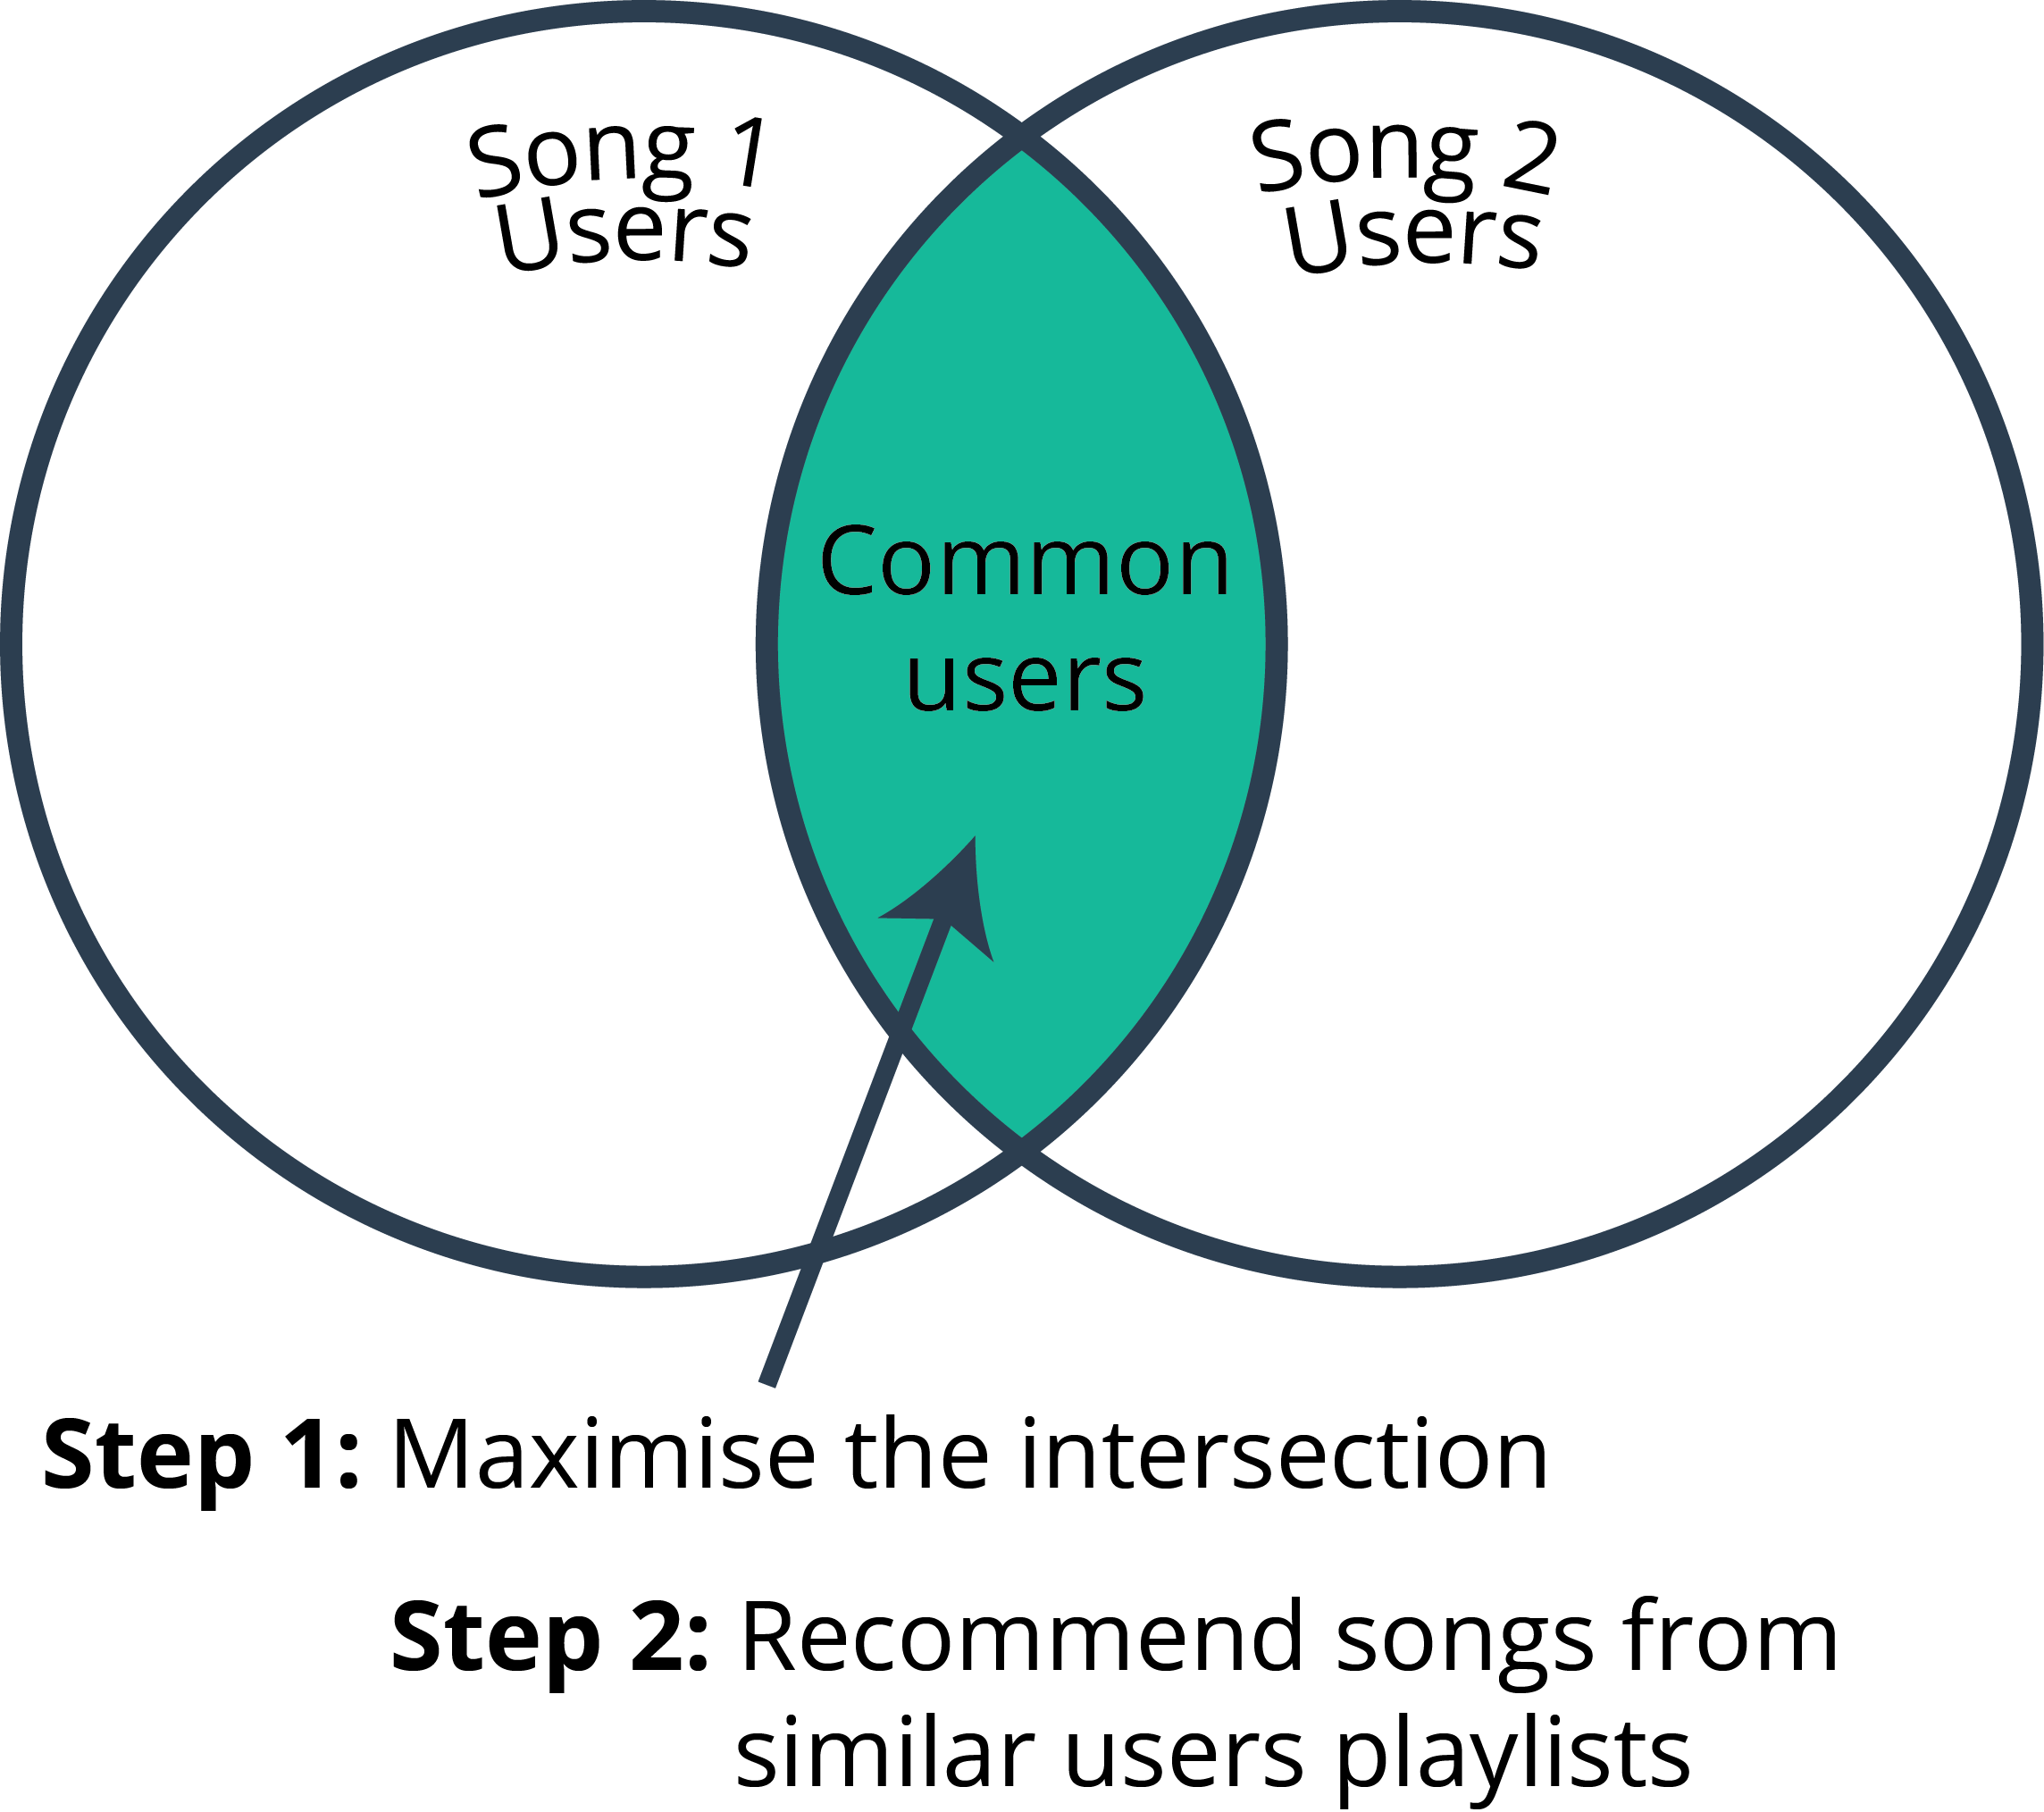 Song 1
Users
Song 2
Users
Common
users
Step 1: Maximise the intersection
Step 2: Recommend songs from
similar users playlists